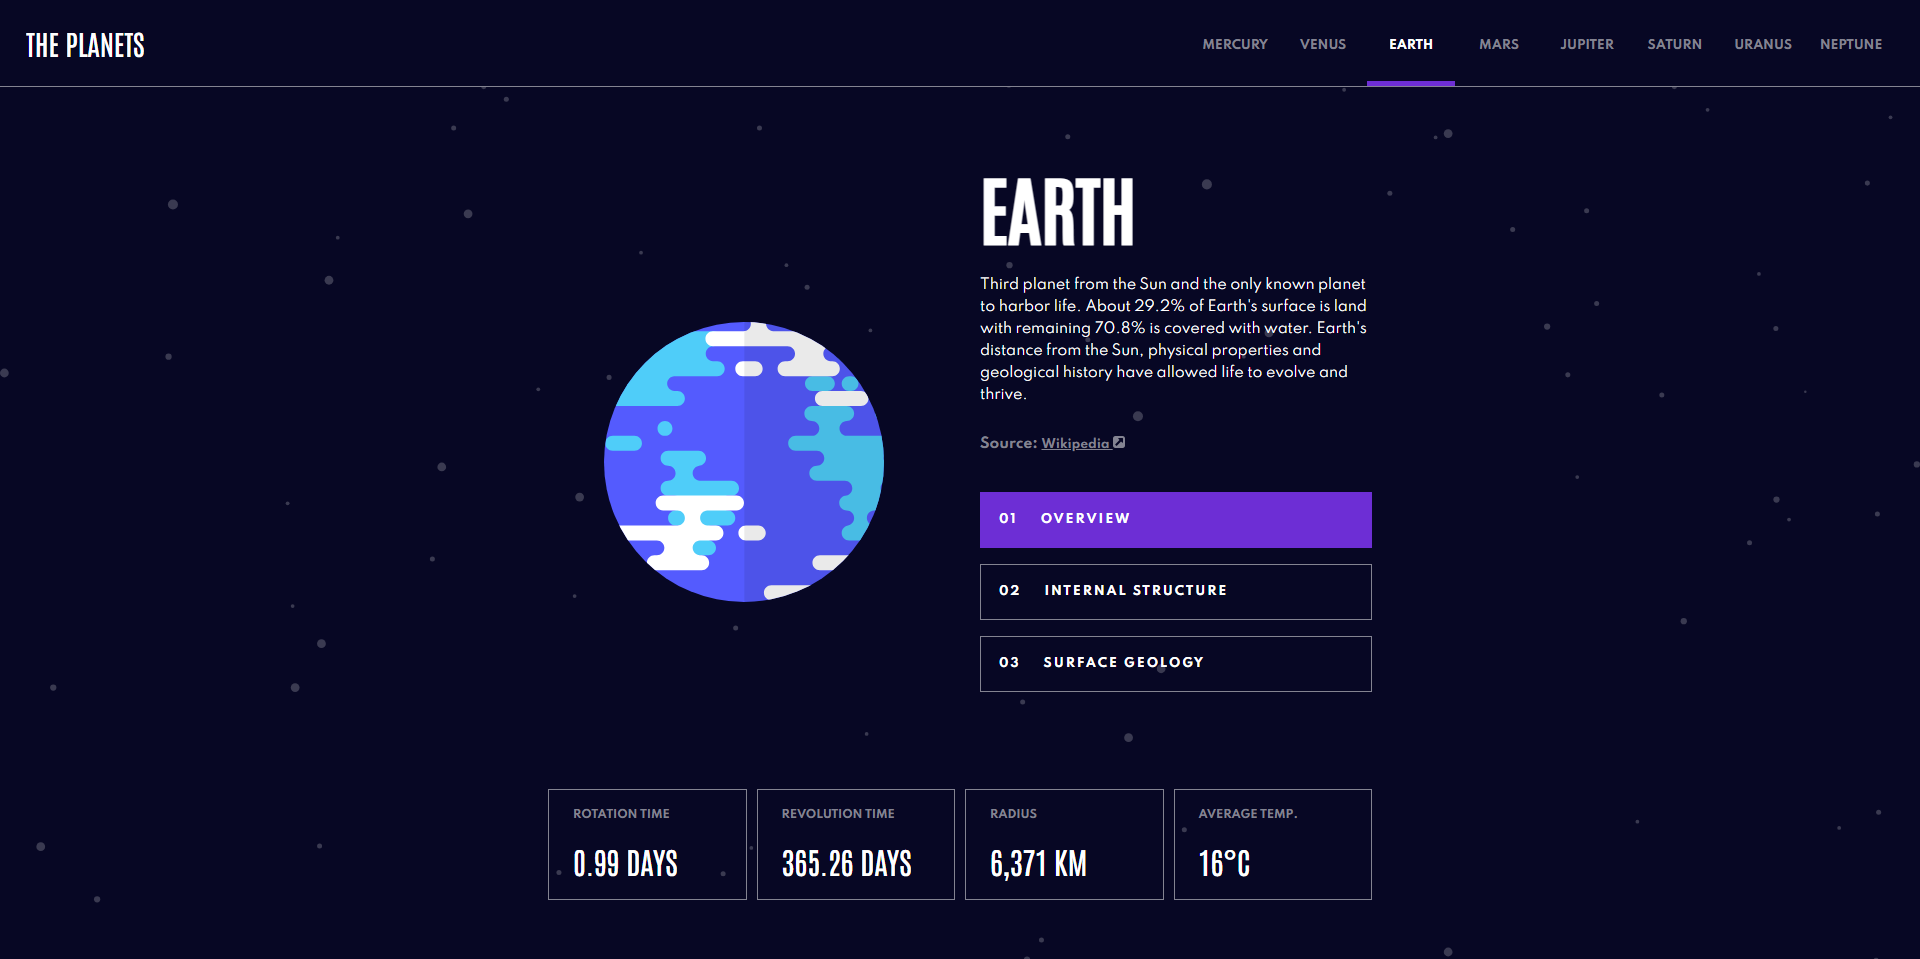 THE PLANETS
MERCURY VENUS EARTH MARS JUPITER SATURN URANUS NEPTUNE
EARTH
Third planet from the Sun and the only known planet
to harbor life. About 29.2% of Earth's surface is land
with remaining 70.8% is covered with water. Earth's
distance from the Sun, physical properties and
geological history have allowed life to evolve and
thrive.
Source: Wikipedia
01 OVERVIEW
02 INTERNAL STRUCTURE
03 SURFACE GEOLOGY
ROTATION TIME
0.99 DAYS
REVOLUTION TIME
365.26 DAYS
RADIUS
6,371 KM
AVERAGE TEMP.
16°C